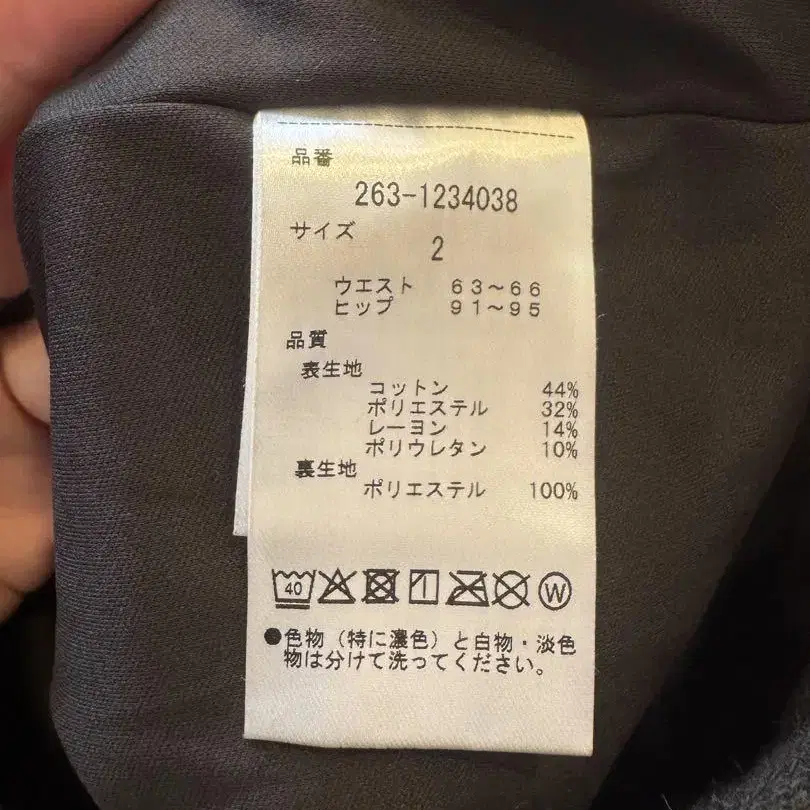 品番
263-1234038
サイズ
2
ウエスト 63〜66
ヒップ 91〜95
品質
表生地
コットン 44%
ポリエステル 32%
レーヨン 14%
ポリウレタン 10%
裏生地
ポリエステル 100%
40 W
●色物（特に濃色）と白物・淡色
物は分けて洗ってください。